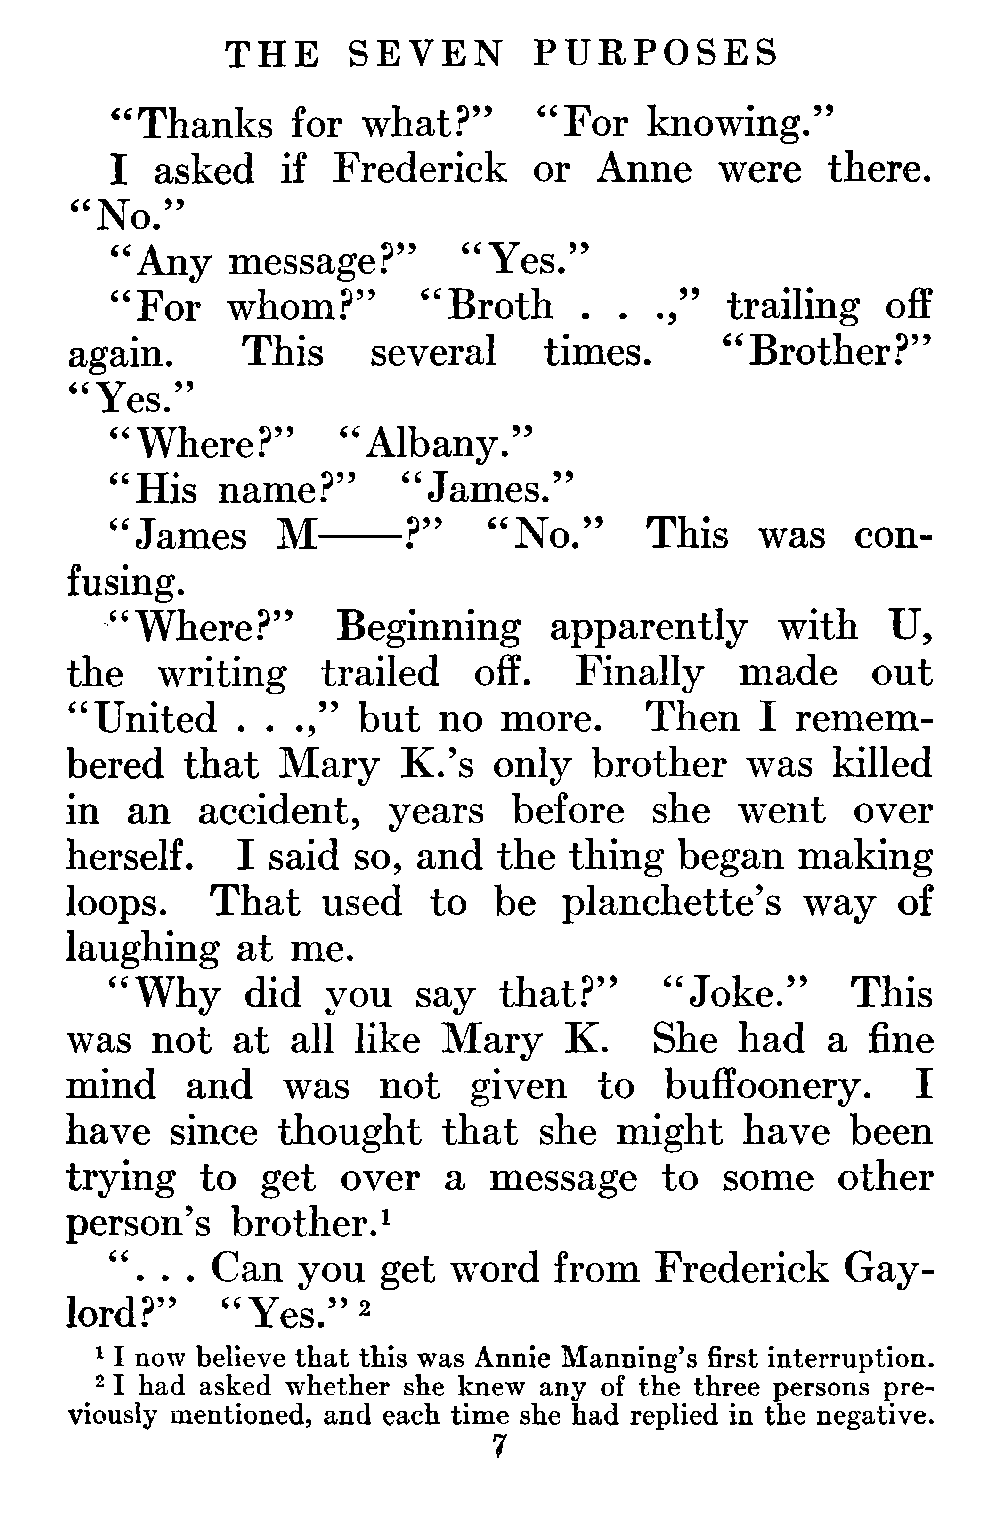 THE SEVEN PURPOSES
“Thanks for what?” “For knowing.”
I asked if Frederick or Anne were there.
“No.”
“Any message?” “Yes.”
“For whom?” “Broth . . .,” trailing off
again. This several times. “Brother?”
“Yes.”
“Where?” “Albany.”
“His name?” “James.”
“James M——?” “No.” This was con-
fusing.
“Where?” Beginning apparently with U,
the writing trailed off. Finally made out
“United . . .,” but no more. Then I remem-
bered that Mary K.’s only brother was killed
in an accident, years before she went over
herself. I said so, and the thing began making
loops. That used to be planchette’s way of
laughing at me.
“Why did you say that?” “Joke.” This
was not at all like Mary K. She had a fine
mind and was not given to buffoonery. I
have since thought that she might have been
trying to get over a message to some other
person’s brother.¹
“. . . Can you get word from Frederick Gay-
lord?” “Yes.” ²
¹ I now believe that this was Annie Manning’s first interruption.
² I had asked whether she knew any of the three persons pre-
viously mentioned, and each time she had replied in the negative.
7